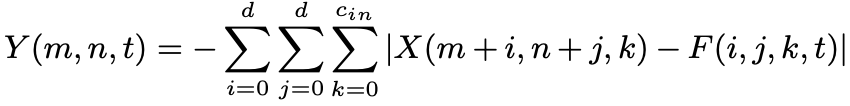 Y(m, n, t) = -\sum_{i=0}^{d} \sum_{j=0}^{d} \sum_{k=0}^{c_{in}} |X(m + i, n + j, k) - F(i, j, k, t)|